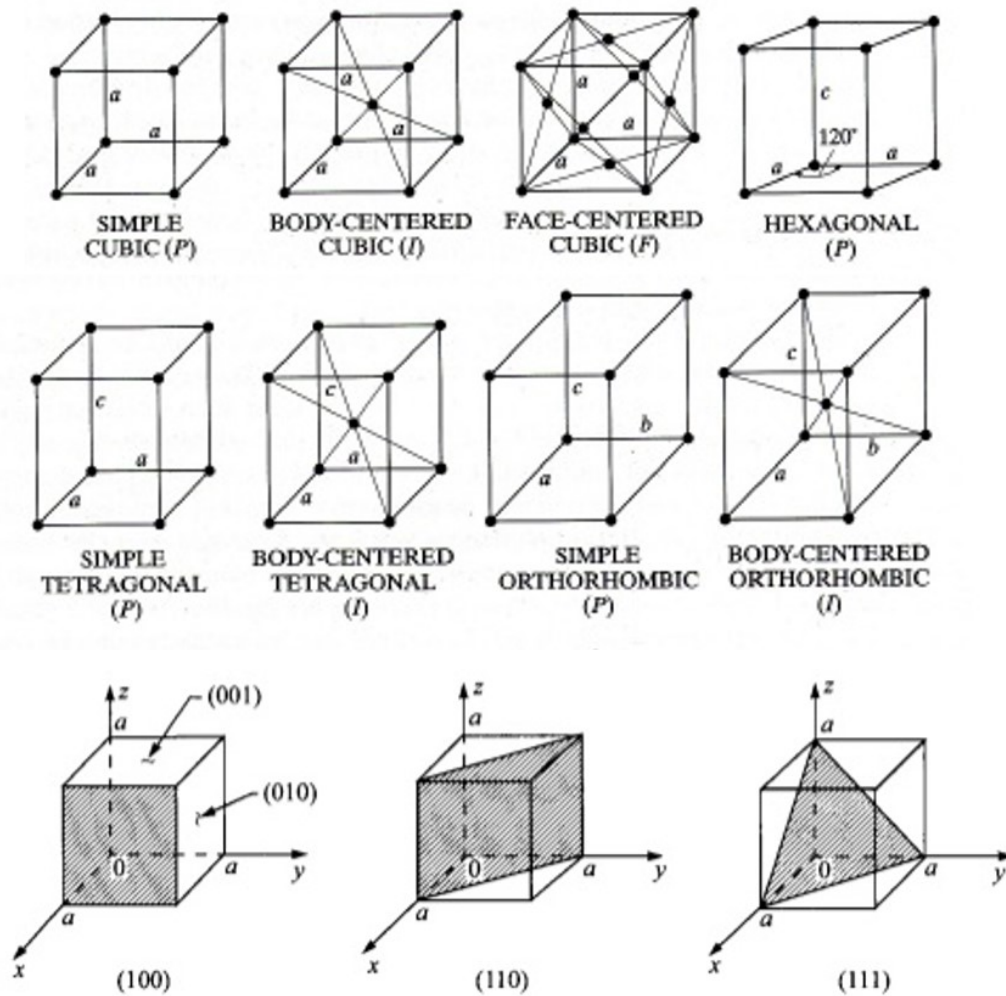 a
a
a
SIMPLE
CUBIC (P)
a
a
a
BODY-CENTERED
CUBIC (I)
a
a
a
FACE-CENTERED
CUBIC (F)
c
120°
a
a
HEXAGONAL
(P)
c
a
a
SIMPLE
TETRAGONAL
(P)
c
a
a
BODY-CENTERED
TETRAGONAL
(I)
c
b
a
SIMPLE
ORTHORHOMBIC
(P)
c
b
a
BODY-CENTERED
ORTHORHOMBIC
(I)
z
(001)
a
(010)
0
a
y
a
x
(100)
z
a
0
a
y
a
x
(110)
z
a
0
a
y
a
x
(111)